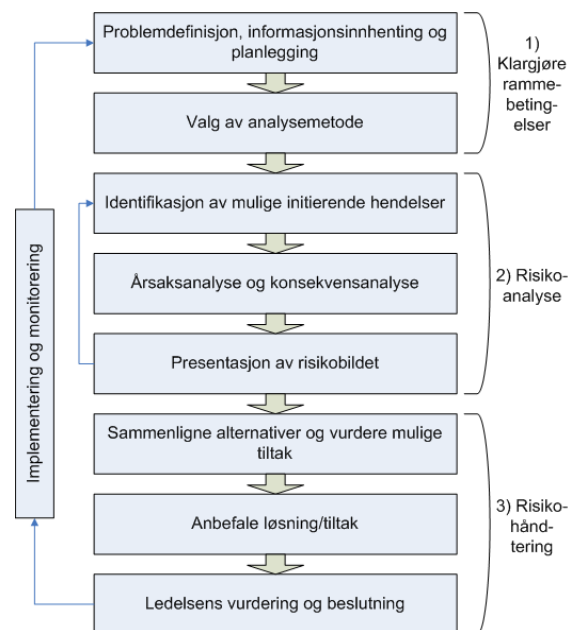 Problemdefinisjon, informasjonsinnhenting og
planlegging
Valg av analysemetode
1)
Klargjøre
ramme-
beting-
elser
Identifikasjon av mulige initierende hendelser
Årsaksanalyse og konsekvensanalyse
Presentasjon av risikobildet
2) Risiko-
analyse
Sammenligne alternativer og vurdere mulige
tiltak
Anbefale løsning/tiltak
Ledelsens vurdering og beslutning
3) Risiko-
hånd-
tering
Implementering og monitorering